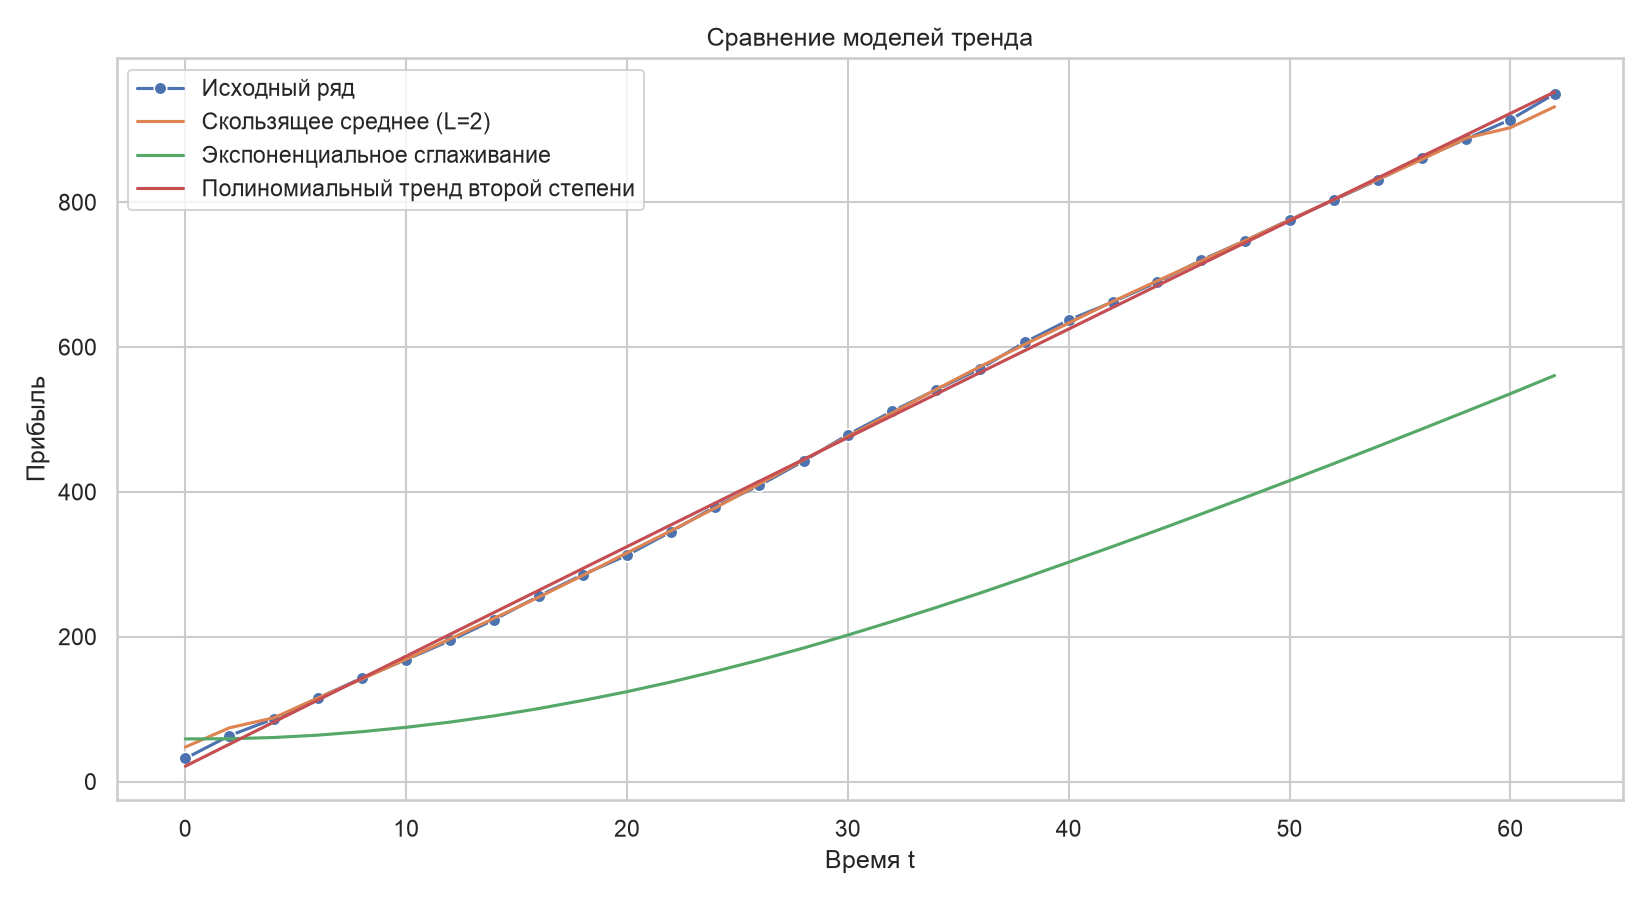 Сравнение моделей тренда
Исходный ряд
Скользящее среднее (L=2)
Экспоненциальное сглаживание
Полиномиальный тренд второй степени
Прибыль
800
600
400
200
0
0 10 20 30 40 50 60
Время t